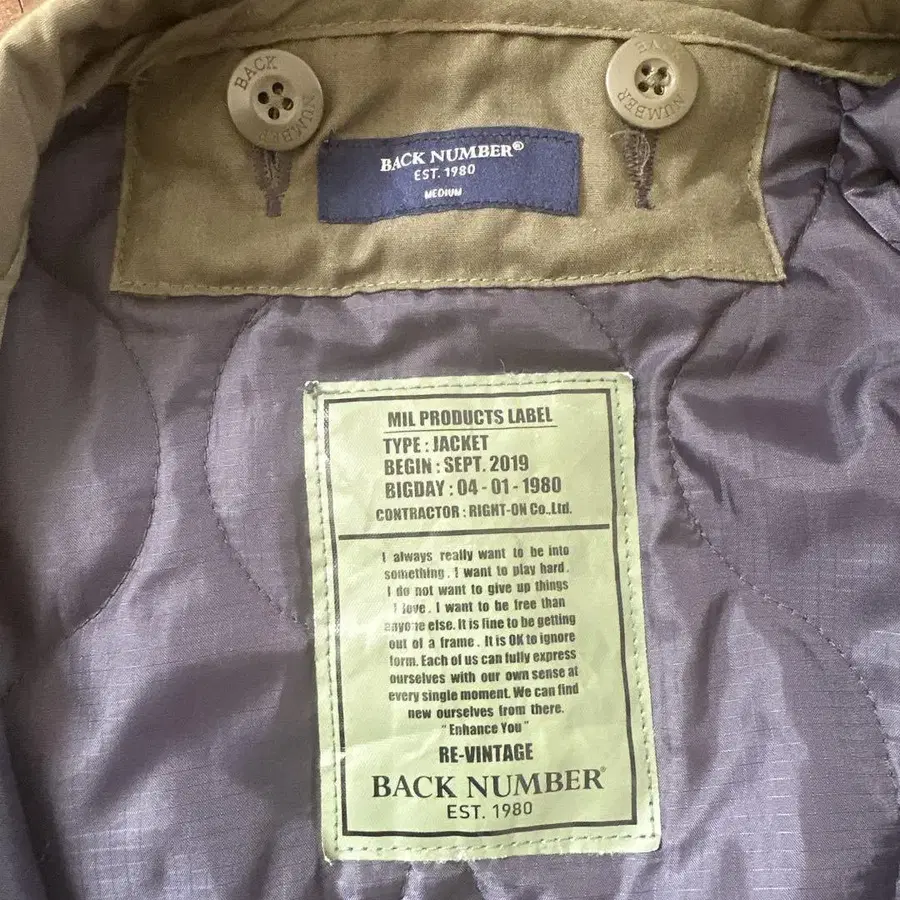 BACK NUMBER
NUMBER
BACK NUMBER®
EST. 1980
MEDIUM
MIL PRODUCTS LABEL
TYPE : JACKET
BEGIN : SEPT. 2019
BIGDAY : 04 - 01 - 1980
CONTRACTOR : RIGHT-ON Co.,Ltd.
I always really want to be into
something. I want to play hard.
I do not want to give up things
I love. I want to be free than
anyone else. It is fine to be getting
out of a frame. It is OK to ignore
form. Each of us can fully express
ourselves with our own sense at
every single moment. We can find
new ourselves from there.
"Enhance You"
RE-VINTAGE
BACK NUMBER®
EST. 1980